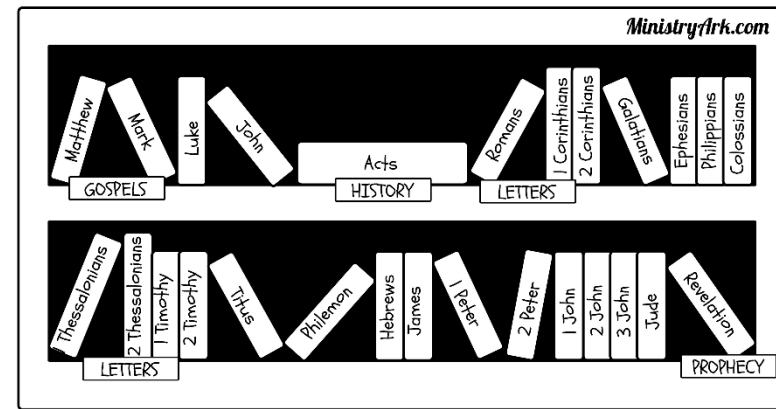 MinistryArk.com
Matthew
Mark
Luke
John
Acts
Romans
1 Corinthians
2 Corinthians
Galatians
Ephesians
Philippians
Colossians
GOSPELS
HISTORY
LETTERS
Thessalonians
2 Thessalonians
1 Timothy
2 Timothy
Titus
Philemon
Hebrews
James
1 Peter
2 Peter
1 John
2 John
3 John
Jude
Revelation
LETTERS
PROPHECY